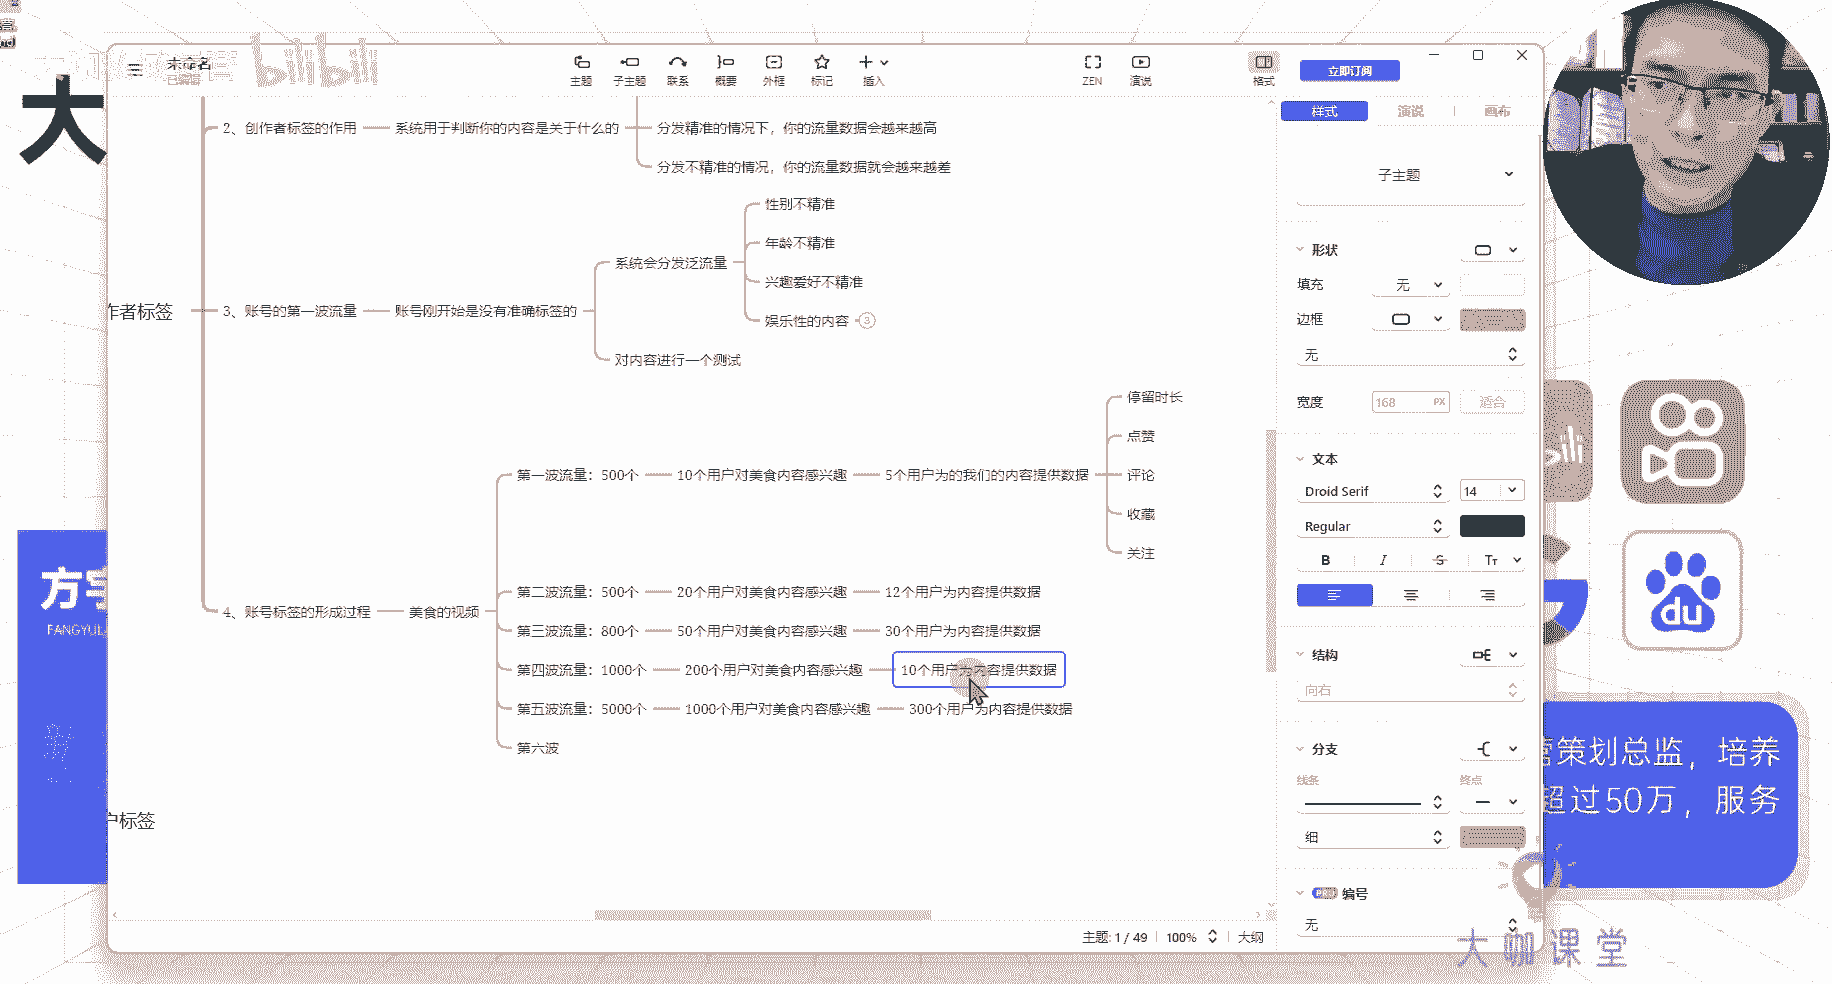 大
bilibili
未命名
已编辑
主题
子主题
联系
概要
外框
标记
插入
ZEN
演说
格式
立即订阅
样式
演说
画布
2、创作者标签的作用
系统用于判断你的内容是关于什么的
分发精准的情况下，你的流量数据会越来越高
分发不精准的情况，你的流量数据就会越来越差
作者标签
3、账号的第一波流量
账号刚开始是没有准确标签的
系统会分发泛流量
性别不精准
年龄不精准
兴趣爱好不精准
娱乐性的内容
3
对内容进行一个测试
4、账号标签的形成过程
美食的视频
第一波流量：500个
10个用户对美食内容感兴趣
5个用户为的我们的内容提供数据
停留时长
点赞
评论
收藏
关注
第二波流量：500个
20个用户对美食内容感兴趣
12个用户为内容提供数据
第三波流量：800个
50个用户对美食内容感兴趣
30个用户为内容提供数据
第四波流量：1000个
200个用户对美食内容感兴趣
10个用户为内容提供数据
第五波流量：5000个
1000个用户对美食内容感兴趣
300个用户为内容提供数据
第六波
户标签
子主题
形状
填充
无
边框
无
宽度
168 PX
适合
文本
Droid Serif
14
Regular
B I S Tт
结构
向右
分支
线条
终点
细
PRO 编号
无
主题: 1 / 49
100%
大纲
方宇
FANGYU
du
营策划总监，培养
超过50万，服务
大咖课堂